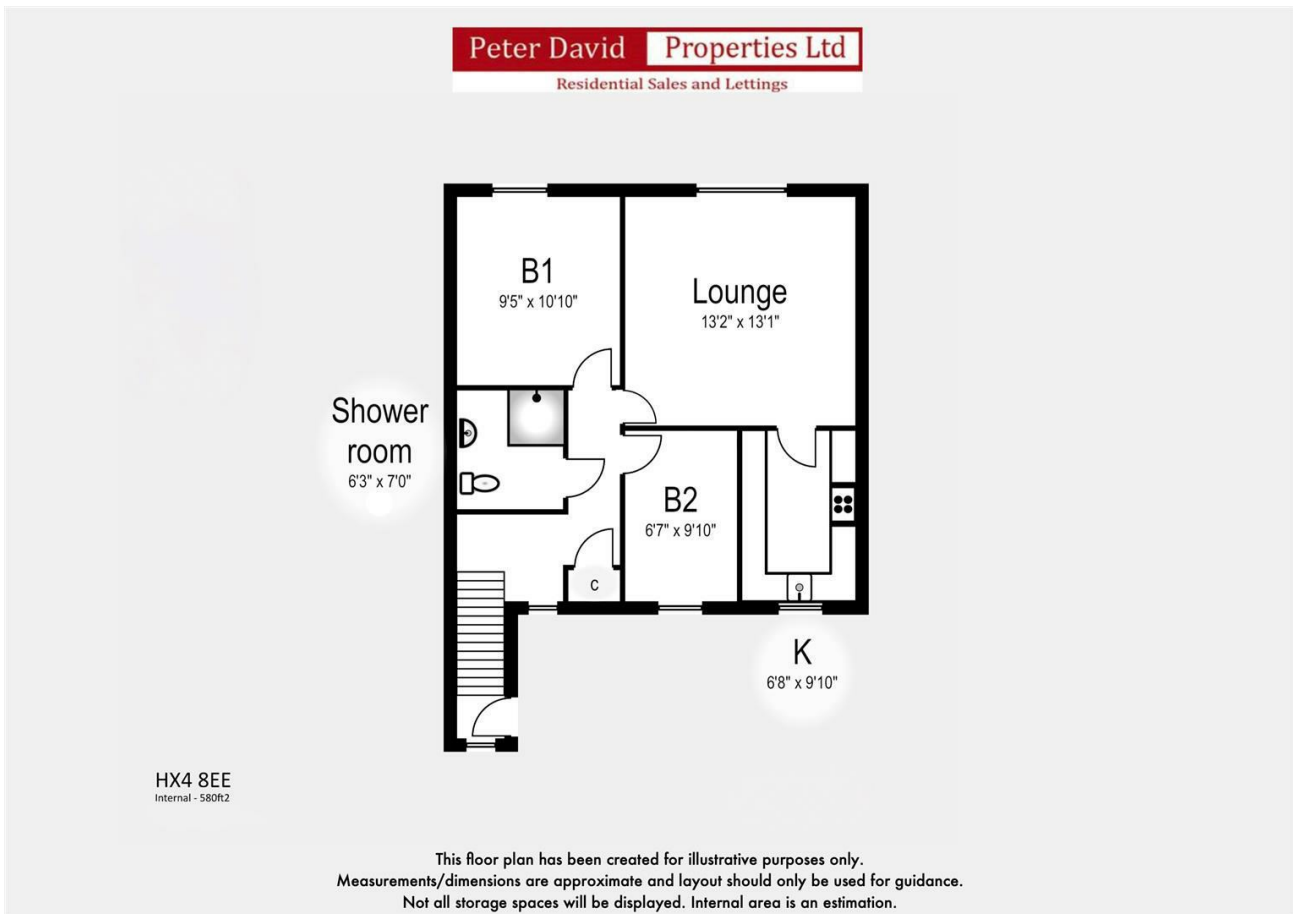 Peter David Properties Ltd
Residential Sales and Lettings
B1
9'5" x 10'10"
Lounge
13'2" x 13'1"
Shower
room
6'3" x 7'0"
B2
6'7" x 9'10"
C
K
6'8" x 9'10"
HX4 8EE
Internal - 580ft2
This floor plan has been created for illustrative purposes only.
Measurements/dimensions are approximate and layout should only be used for guidance.
Not all storage spaces will be displayed. Internal area is an estimation.